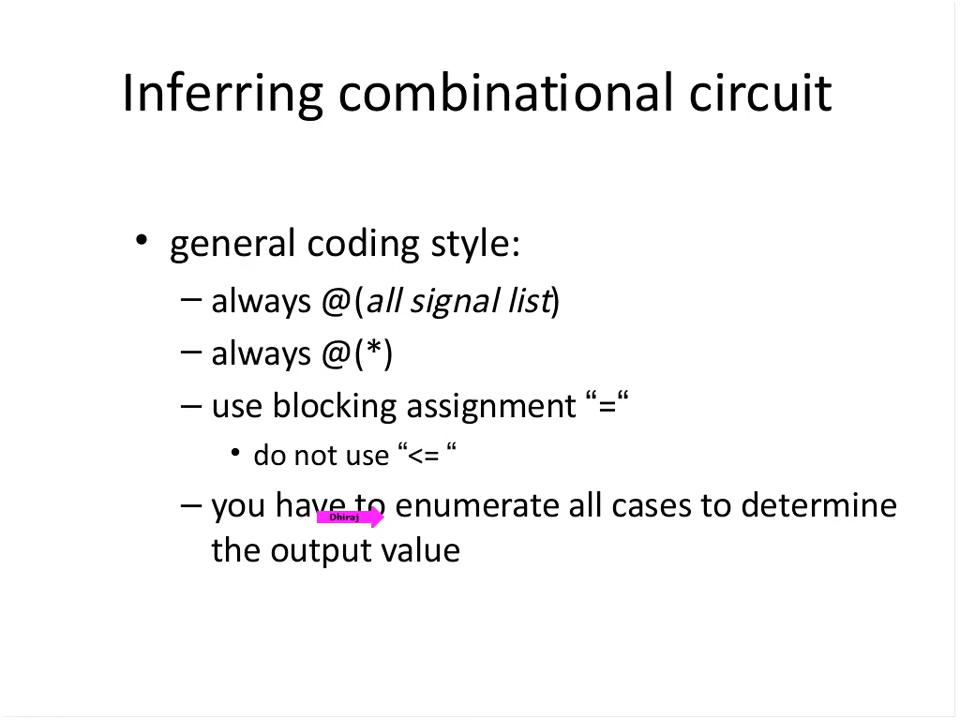 Inferring combinational circuit
• general coding style:
– always @(all signal list)
– always @(*)
– use blocking assignment “=“
• do not use “<= “
– you have to enumerate all cases to determine
the output value
Dhiraj